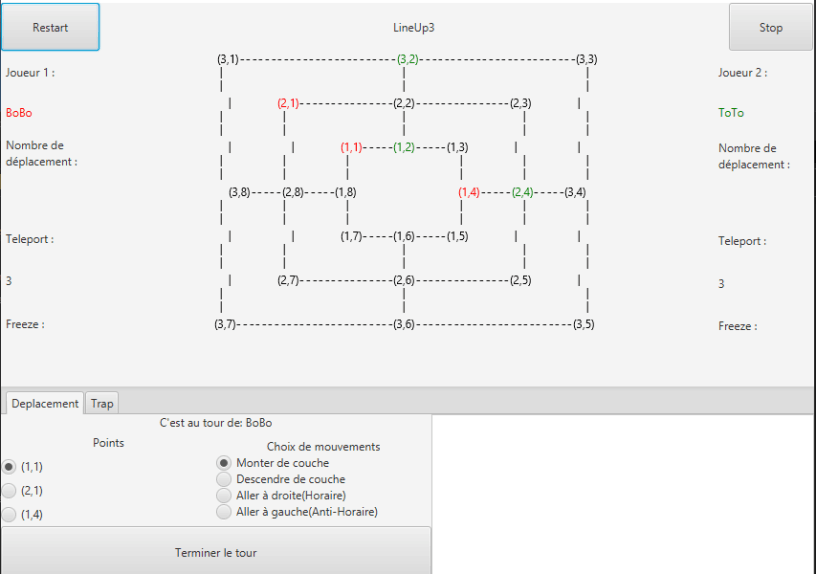 Restart
LineUp3
Stop
(3,1)------------------------(3,2)------------------------(3,3)
Joueur 1 :
Joueur 2 :
| | |
| | |
| (2,1)---------------(2,2)---------------(2,3) |
BoBo
ToTo
| | | | |
| | | | |
Nombre de
déplacement :
| | (1,1)-----(1,2)-----(1,3) | |
Nombre de
déplacement :
| | | | | |
| | | | | |
(3,8)-----(2,8)-----(1,8) (1,4)-----(2,4)-----(3,4)
| | | | | |
| | | | | |
Teleport :
| | (1,7)-----(1,6)-----(1,5) | |
Teleport :
| | | | |
| | | | |
3
| (2,7)---------------(2,6)---------------(2,5) |
3
| | |
| | |
Freeze :
(3,7)------------------------(3,6)------------------------(3,5)
Freeze :
Deplacement Trap
C'est au tour de: BoBo
Points
Choix de mouvements
(1,1)
(2,1)
(1,4)
Monter de couche
Descendre de couche
Aller à droite(Horaire)
Aller à gauche(Anti-Horaire)
Terminer le tour